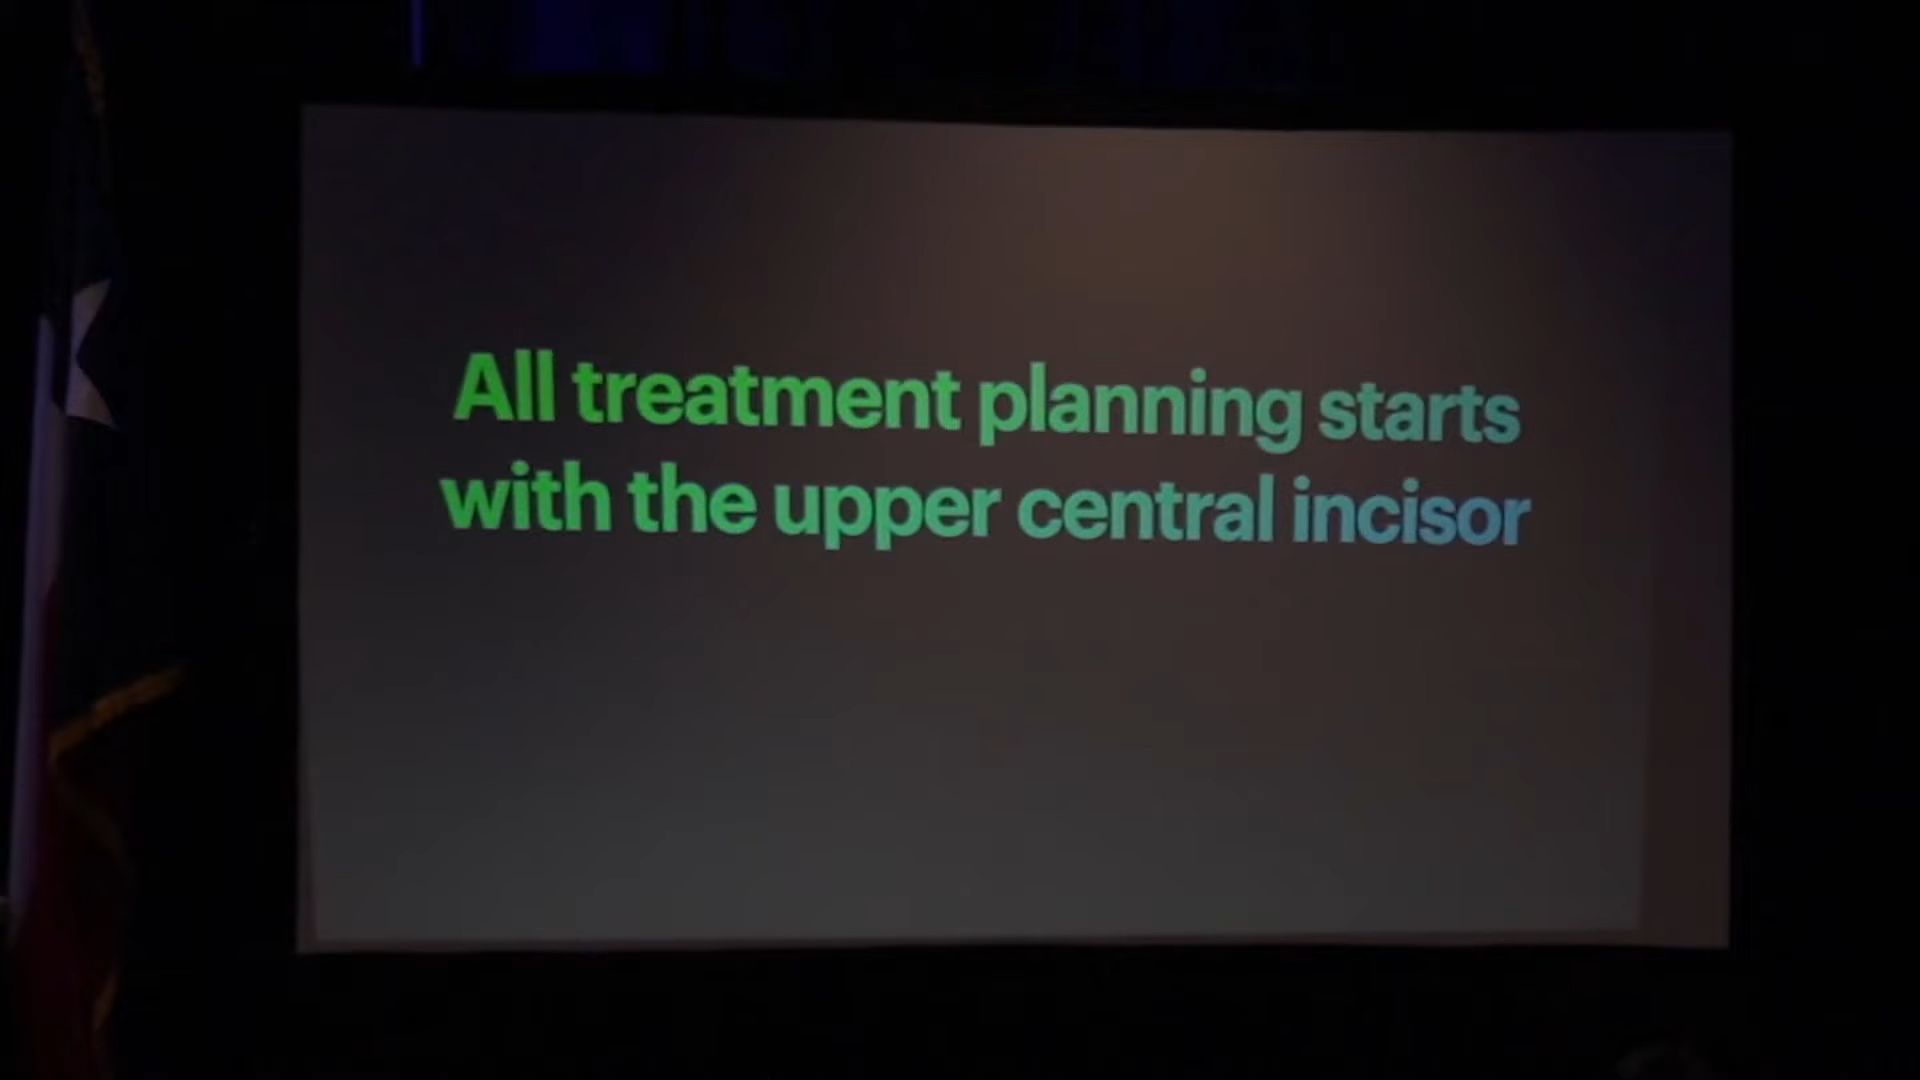 All treatment planning starts
with the upper central incisor